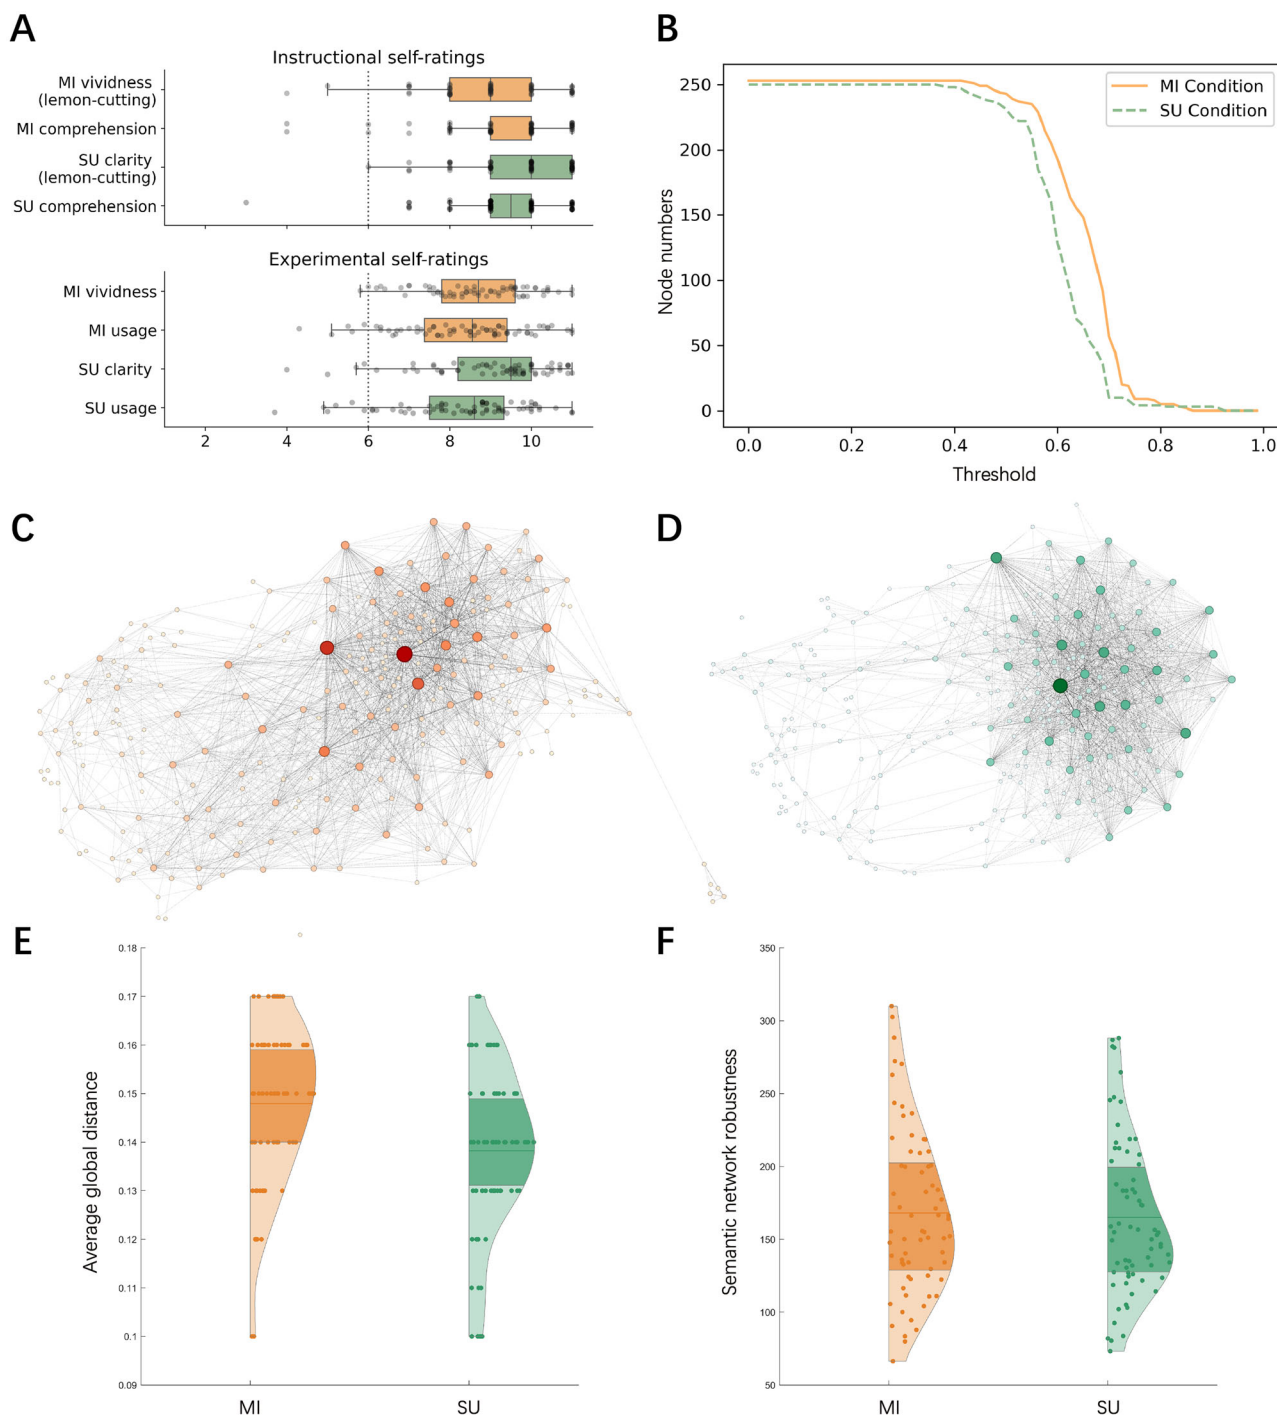 A
Instructional self-ratings
MI vividness
(lemon-cutting)
MI comprehension
SU clarity
(lemon-cutting)
SU comprehension
Experimental self-ratings
MI vividness
MI usage
SU clarity
SU usage
2 4 6 8 10
B
MI Condition
SU Condition
Node numbers
250
200
150
100
50
0
0.0 0.2 0.4 0.6 0.8 1.0
Threshold
C
D
E
Average global distance
0.18
0.17
0.16
0.15
0.14
0.13
0.12
0.11
0.1
0.09
MI SU
F
Semantic network robustness
350
300
250
200
150
100
50
MI SU